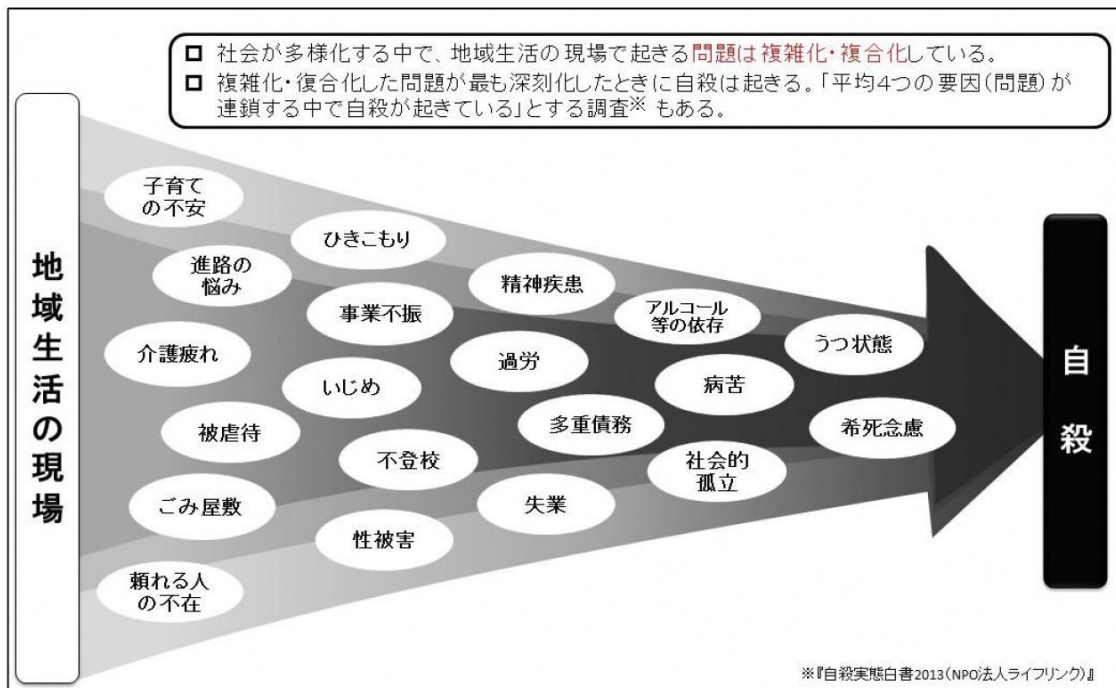 □ 社会が多様化する中で、地域生活の現場で起きる問題は複雑化・複合化している。
□ 複雑化・復合化した問題が最も深刻化したときに自殺は起きる。「平均4つの要因(問題)が
連鎖する中で自殺が起きている」とする調査※ もある。
地域生活の現場
子育て
の不安
進路の
悩み
介護疲れ
被虐待
ごみ屋敷
頼れる人
の不在
ひきこもり
事業不振
いじめ
不登校
性被害
精神疾患
過労
多重債務
失業
アルコール
等の依存
病苦
社会的
孤立
うつ状態
希死念慮
自殺
※『自殺実態白書2013(NPO法人ライフリンク)』